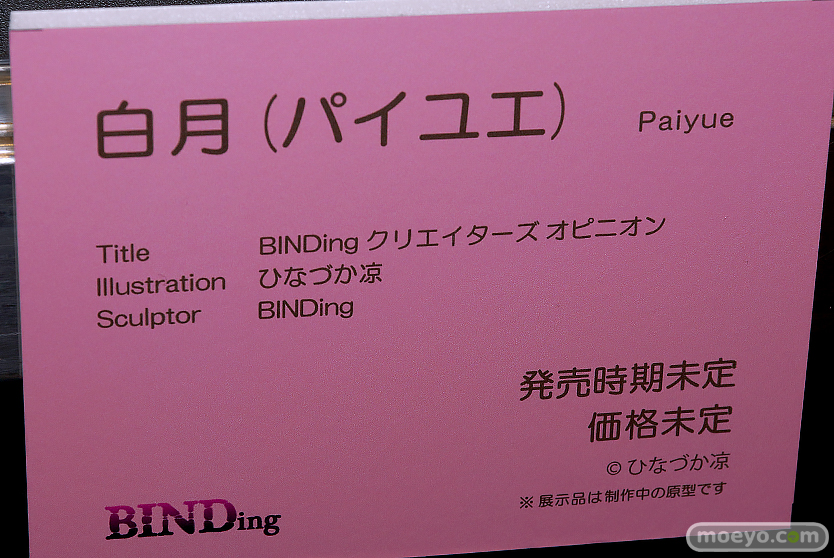 白月(パイユエ) Paiyue
Title BINDing クリエイターズ オピニオン
Illustration ひなづか凉
Sculptor BINDing
発売時期未定
価格未定
© ひなづか凉
※ 展示品は制作中の原型です
BINDing
moeyo.com